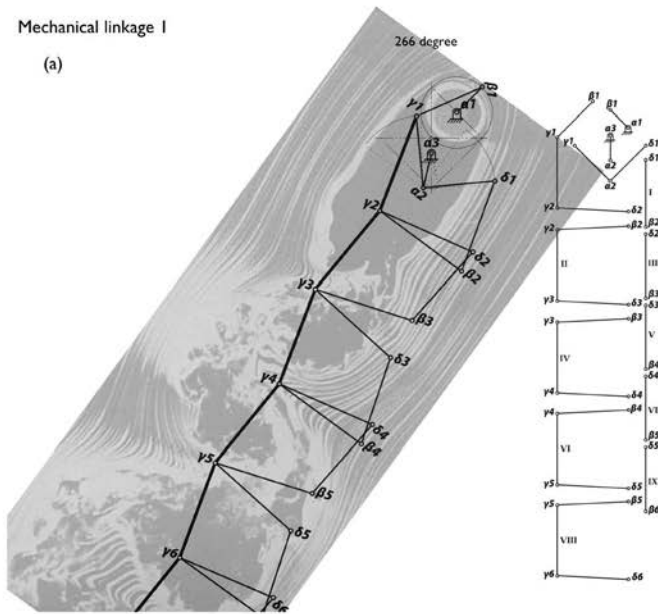 Mechanical linkage I
(a)
266 degree
β1
γ1
α1
α3
α2
δ1
γ2
δ2
β2
γ3
β3
δ3
γ4
δ4
β4
γ5
β5
δ5
γ6
δ6
β1
β1
α1
α3
γ1
γ1
α2
α2
δ1
δ1
I
γ2
δ2
γ2
β2
β2
δ2
II
III
γ3
δ3
β3
δ3
γ3
β3
IV
V
γ4
δ4
β4
δ4
γ4
β4
VI
VI
γ5
δ5
β5
δ5
γ5
β5
VIII
IX
β6
γ6
δ6